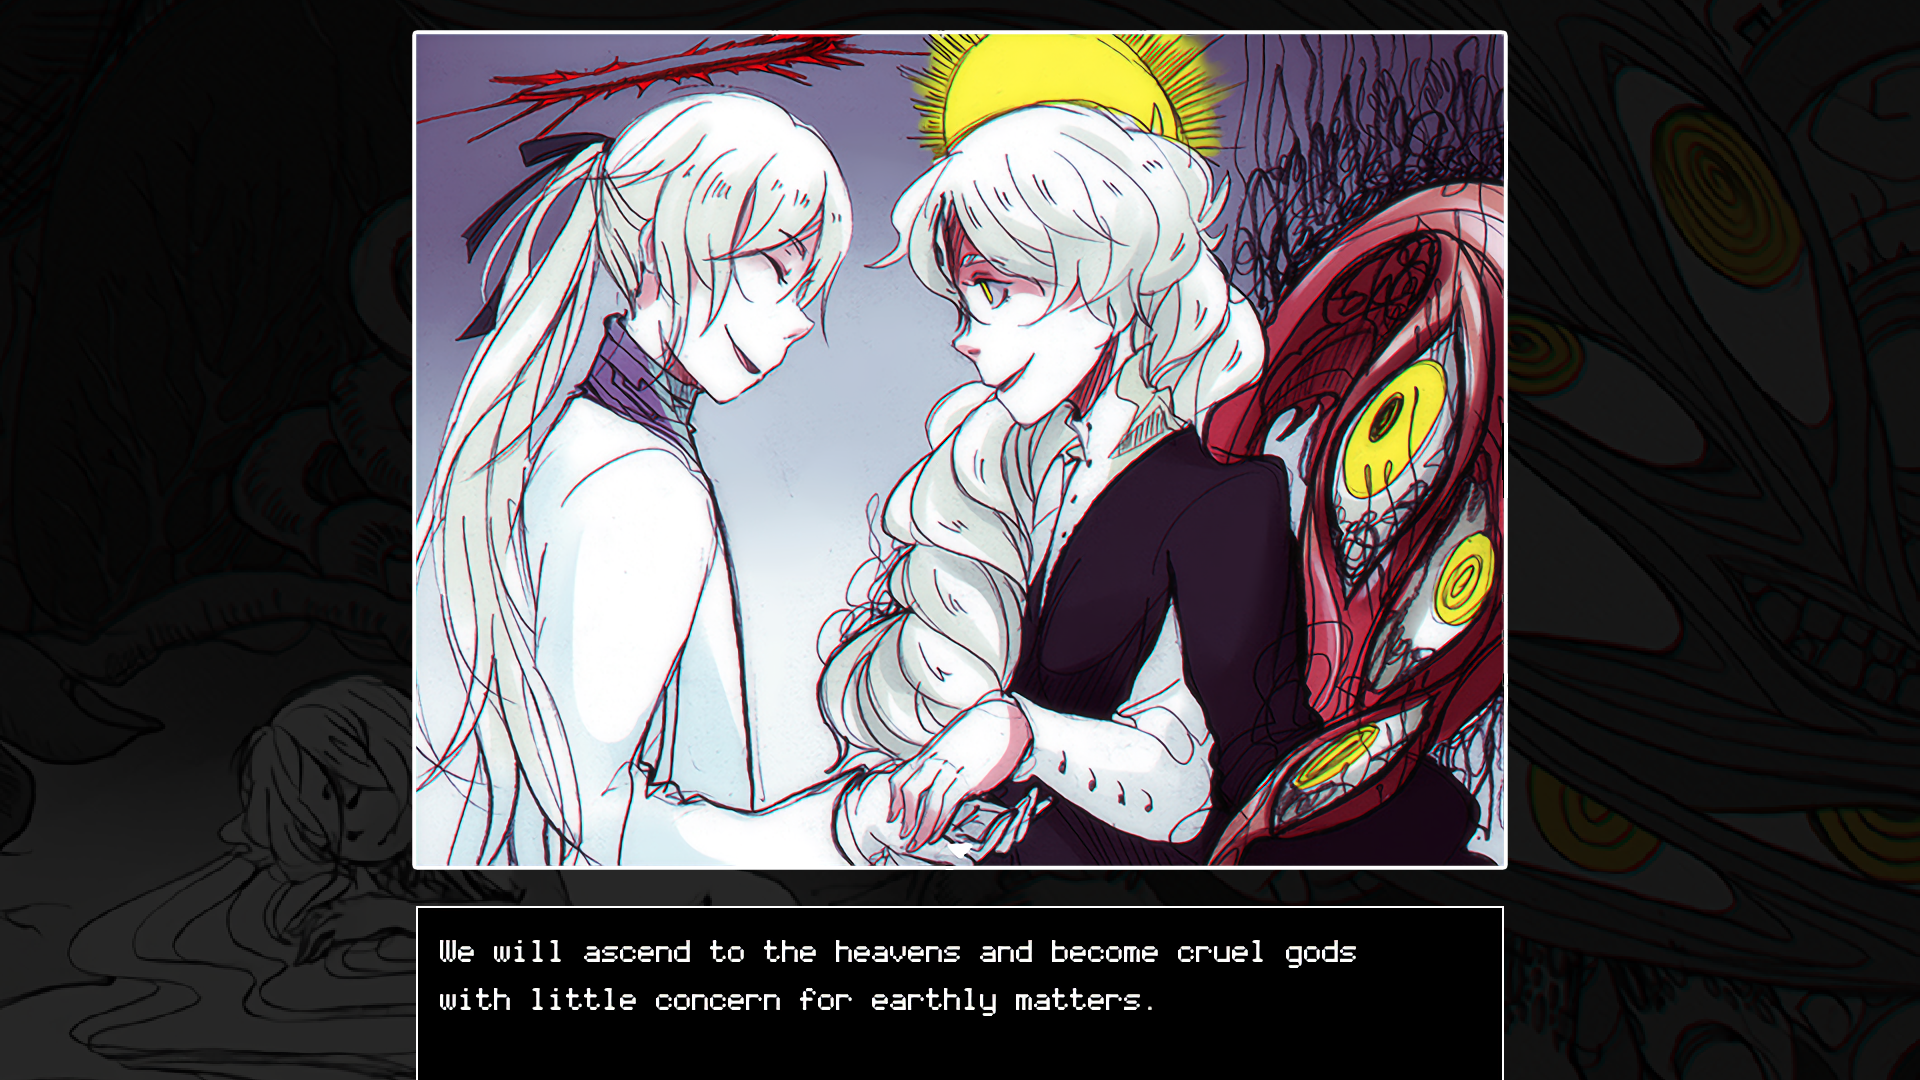 We will ascend to the heavens and become cruel gods
with little concern for earthly matters.